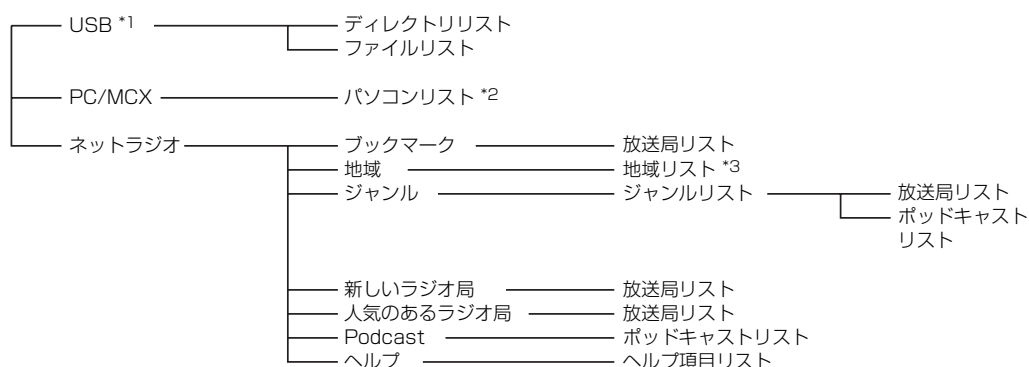 USB *1 ディレクトリリスト
ファイルリスト
PC/MCX パソコンリスト *2
ネットラジオ ブックマーク 放送局リスト
地域 地域リスト *3
ジャンル ジャンルリスト 放送局リスト
ポッドキャスト
リスト
新しいラジオ局 放送局リスト
人気のあるラジオ局 放送局リスト
Podcast ポッドキャストリスト
ヘルプ ヘルプ項目リスト